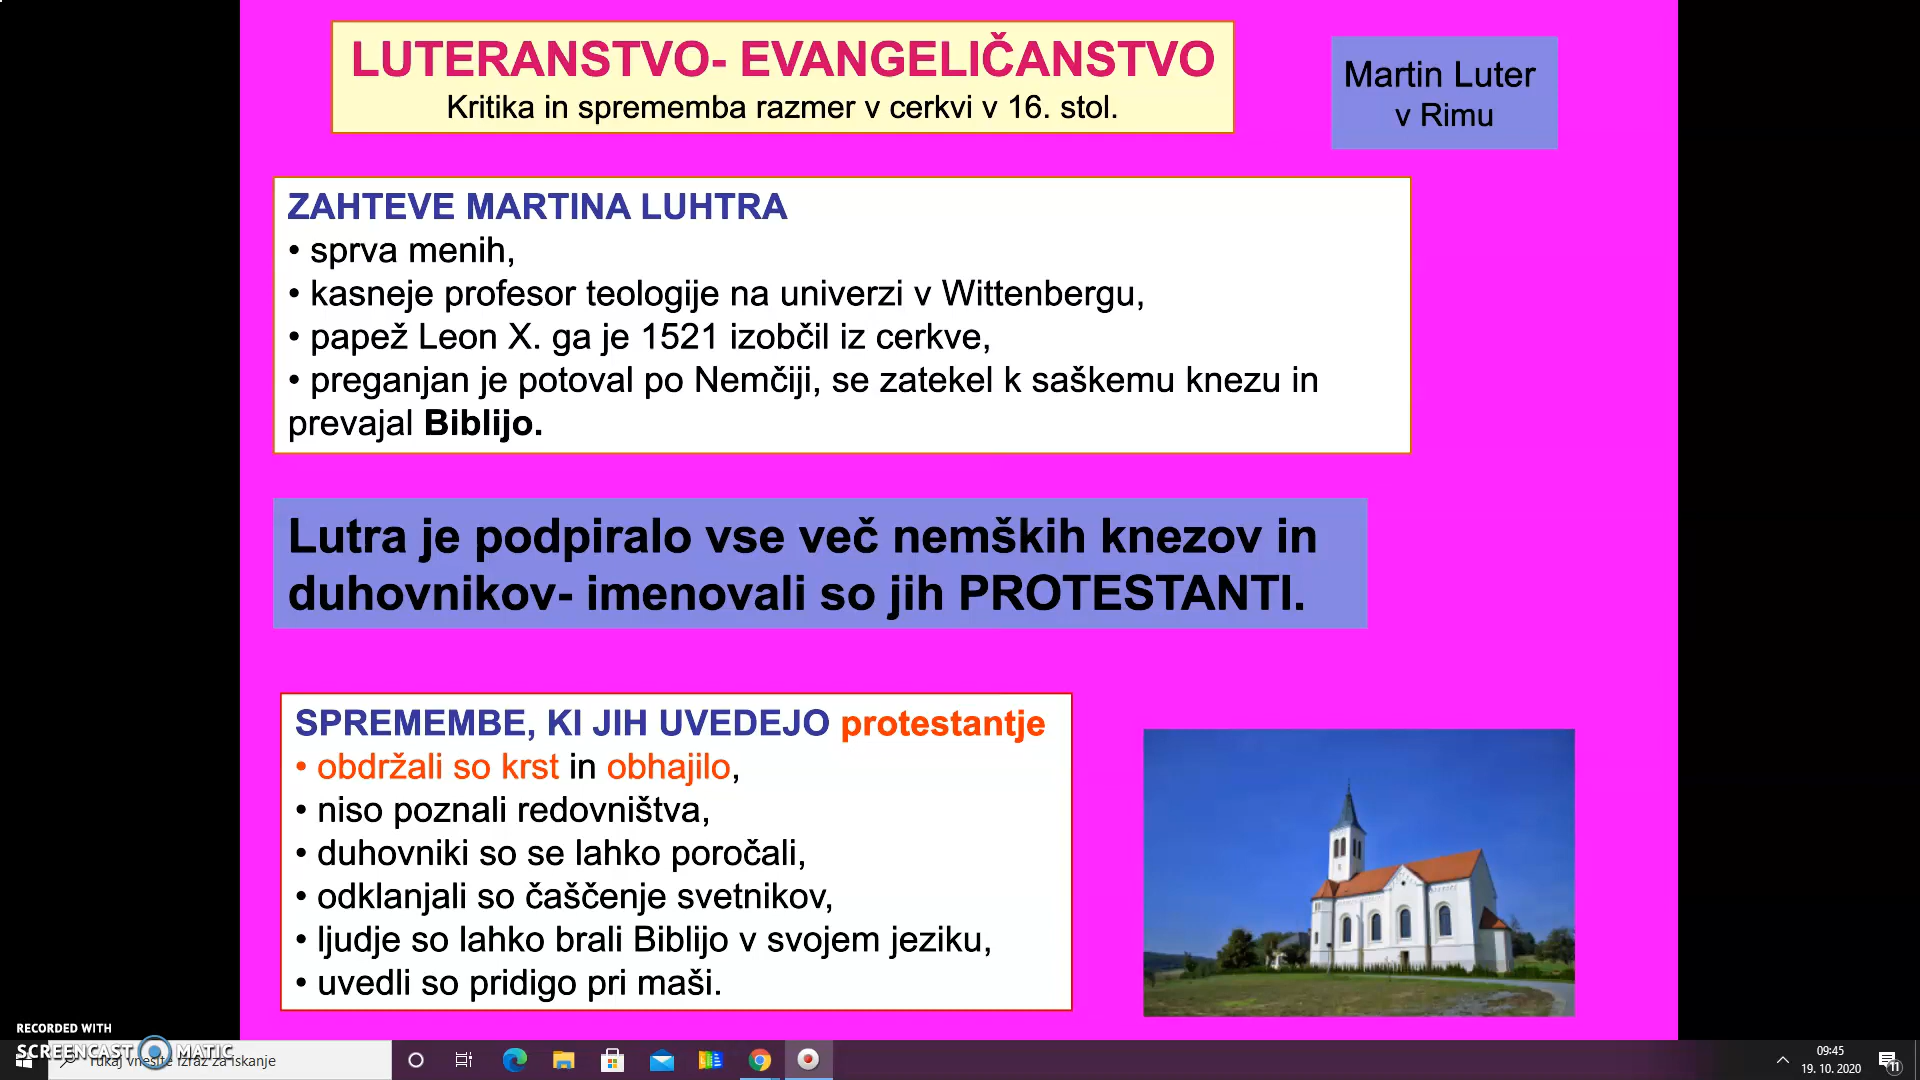 LUTERANSTVO- EVANGELIČANSTVO
Kritika in sprememba razmer v cerkvi v 16. stol.
Martin Luter
v Rimu
ZAHTEVE MARTINA LUHTRA
• sprva menih,
• kasneje profesor teologije na univerzi v Wittenbergu,
• papež Leon X. ga je 1521 izobčil iz cerkve,
• preganjan je potoval po Nemčiji, se zatekel k saškemu knezu in
prevajal Biblijo.
Lutra je podpiralo vse več nemških knezov in
duhovnikov- imenovali so jih PROTESTANTI.
SPREMEMBE, KI JIH UVEDEJO protestantje
• obdržali so krst in obhajilo,
• niso poznali redovništva,
• duhovniki so se lahko poročali,
• odklanjali so čaščenje svetnikov,
• ljudje so lahko brali Biblijo v svojem jeziku,
• uvedli so pridigo pri maši.
RECORDED WITH
SCREENCAST MATIC
Tukaj vnesite izraz za iskanje
09:45
19. 10. 2020
11